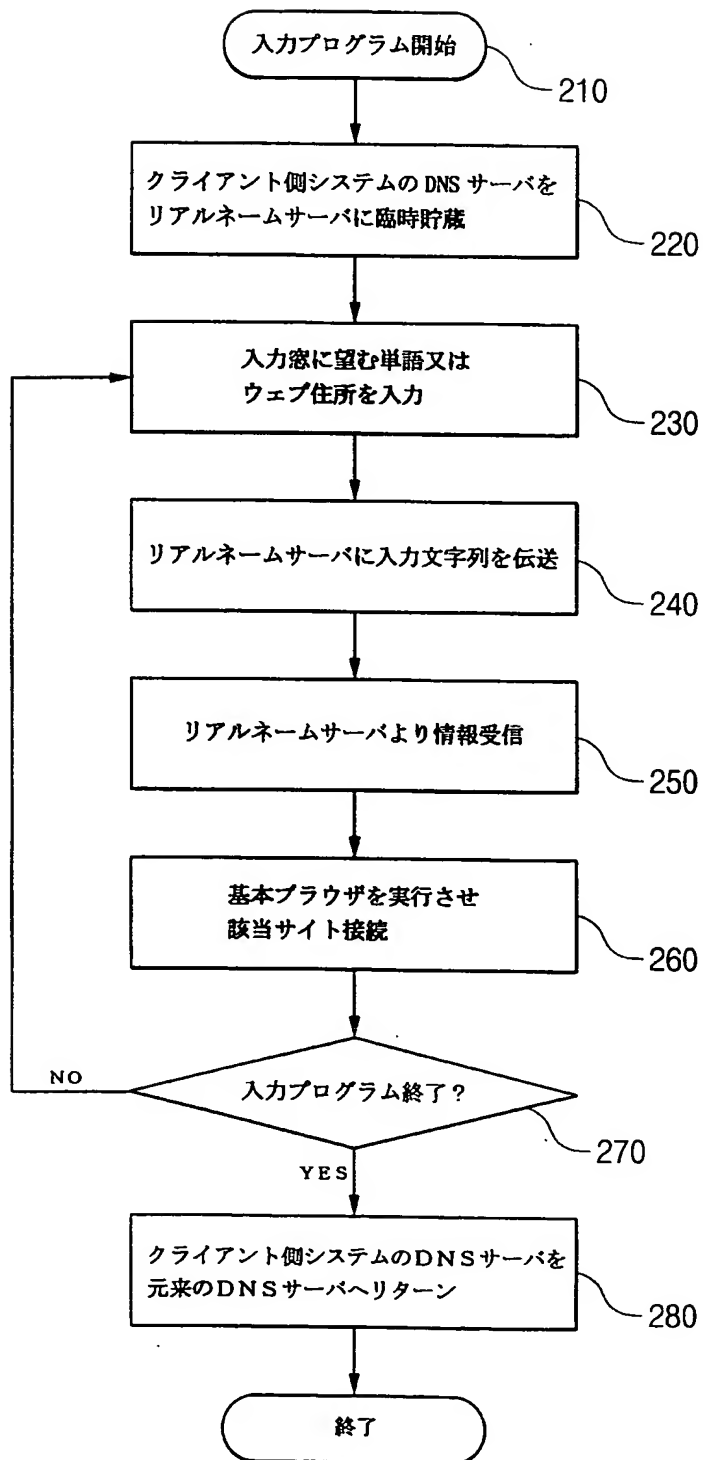 入力プログラム開始
210
クライアント側システムの DNS サーバを
リアルネームサーバに臨時貯蔵
220
入力窓に望む単語又は
ウェブ住所を入力
230
リアルネームサーバに入力文字列を伝送
240
リアルネームサーバより情報受信
250
基本ブラウザを実行させ
該当サイト接続
260
入力プログラム終了?
NO
270
YES
クライアント側システムのDNSサーバを
元来のDNSサーバへリターン
280
終了